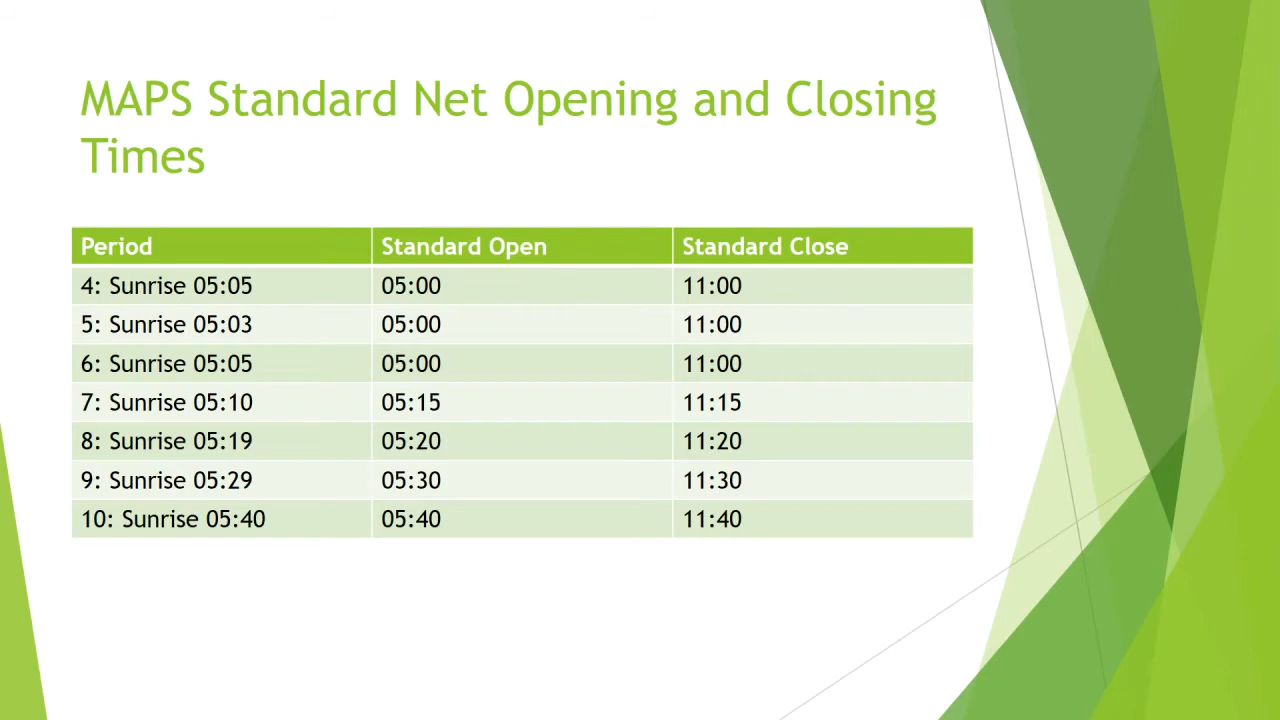 MAPS Standard Net Opening and Closing
Times
Period Standard Open Standard Close
4: Sunrise 05:05 05:00 11:00
5: Sunrise 05:03 05:00 11:00
6: Sunrise 05:05 05:00 11:00
7: Sunrise 05:10 05:15 11:15
8: Sunrise 05:19 05:20 11:20
9: Sunrise 05:29 05:30 11:30
10: Sunrise 05:40 05:40 11:40